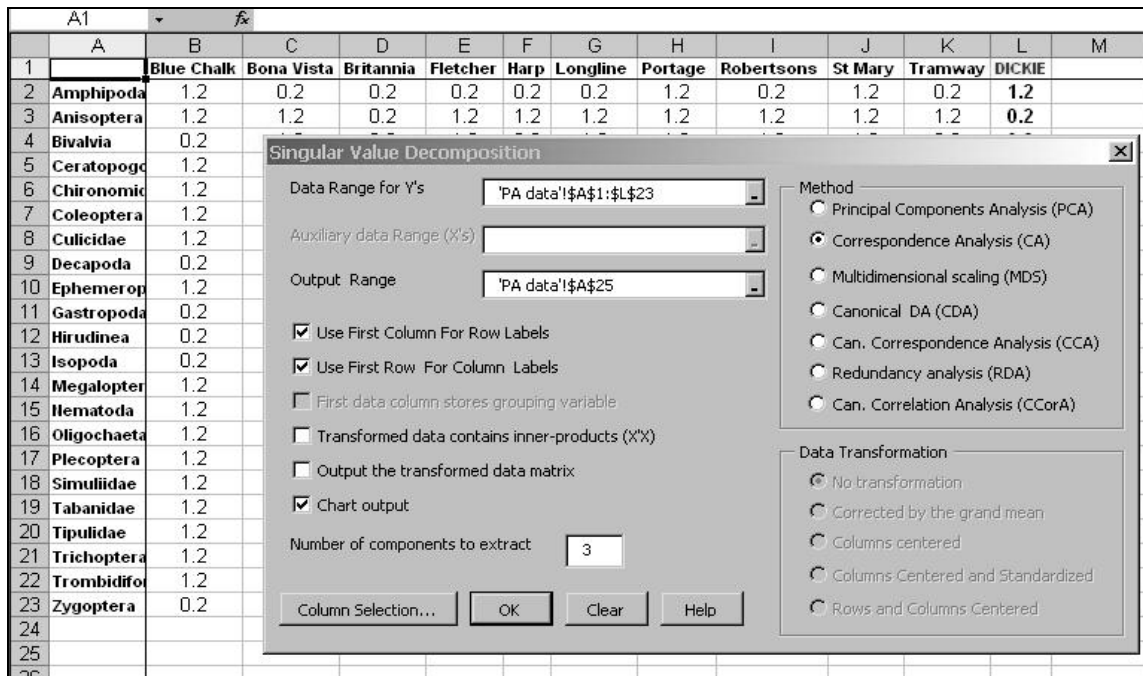 A1 fx
A B C D E F G H I J K L M
1 Blue Chalk Bona Vista Britannia Fletcher Harp Longline Portage Robertsons St Mary Tramway DICKIE
2 Amphipoda 1.2 0.2 0.2 0.2 0.2 0.2 1.2 0.2 1.2 0.2 1.2
3 Anisoptera 1.2 1.2 0.2 1.2 1.2 1.2 1.2 1.2 1.2 1.2 0.2
4 Bivalvia 0.2
5 Ceratopogo 1.2
6 Chironomid 1.2
7 Coleoptera 1.2
8 Culicidae 1.2
9 Decapoda 0.2
10 Ephemerop 1.2
11 Gastropoda 0.2
12 Hirudinea 0.2
13 Isopoda 0.2
14 Megalopter 1.2
15 Nematoda 1.2
16 Oligochaeta 1.2
17 Plecoptera 1.2
18 Simuliidae 1.2
19 Tabanidae 1.2
20 Tipulidae 1.2
21 Trichoptera 1.2
22 Trombidifor 1.2
23 Zygoptera 0.2
24
25
Singular Value Decomposition
Data Range for Y's 'PA data'!$A$1:$L$23
Auxiliary data Range (X's)
Output Range 'PA data'!$A$25
Use First Column For Row Labels
Use First Row For Column Labels
First data column stores grouping variable
Transformed data contains inner-products (X'X)
Output the transformed data matrix
Chart output
Number of components to extract 3
Column Selection... OK Clear Help
Method
Principal Components Analysis (PCA)
Correspondence Analysis (CA)
Multidimensional scaling (MDS)
Canonical DA (CDA)
Can. Correspondence Analysis (CCA)
Redundancy analysis (RDA)
Can. Correlation Analysis (CCorA)
Data Transformation
No transformation
Corrected by the grand mean
Columns centered
Columns Centered and Standardized
Rows and Columns Centered